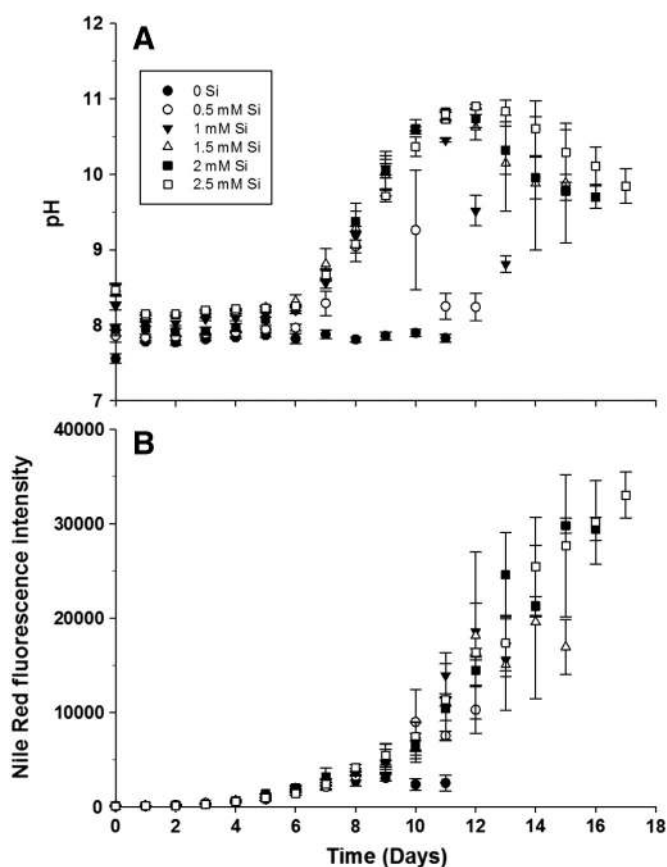 A
12
11
10
9
8
7
pH
0 Si
0.5 mM Si
1 mM Si
1.5 mM Si
2 mM Si
2.5 mM Si
B
40000
30000
20000
10000
0
Nile Red fluorescence intensity
0 2 4 6 8 10 12 14 16 18
Time (Days)